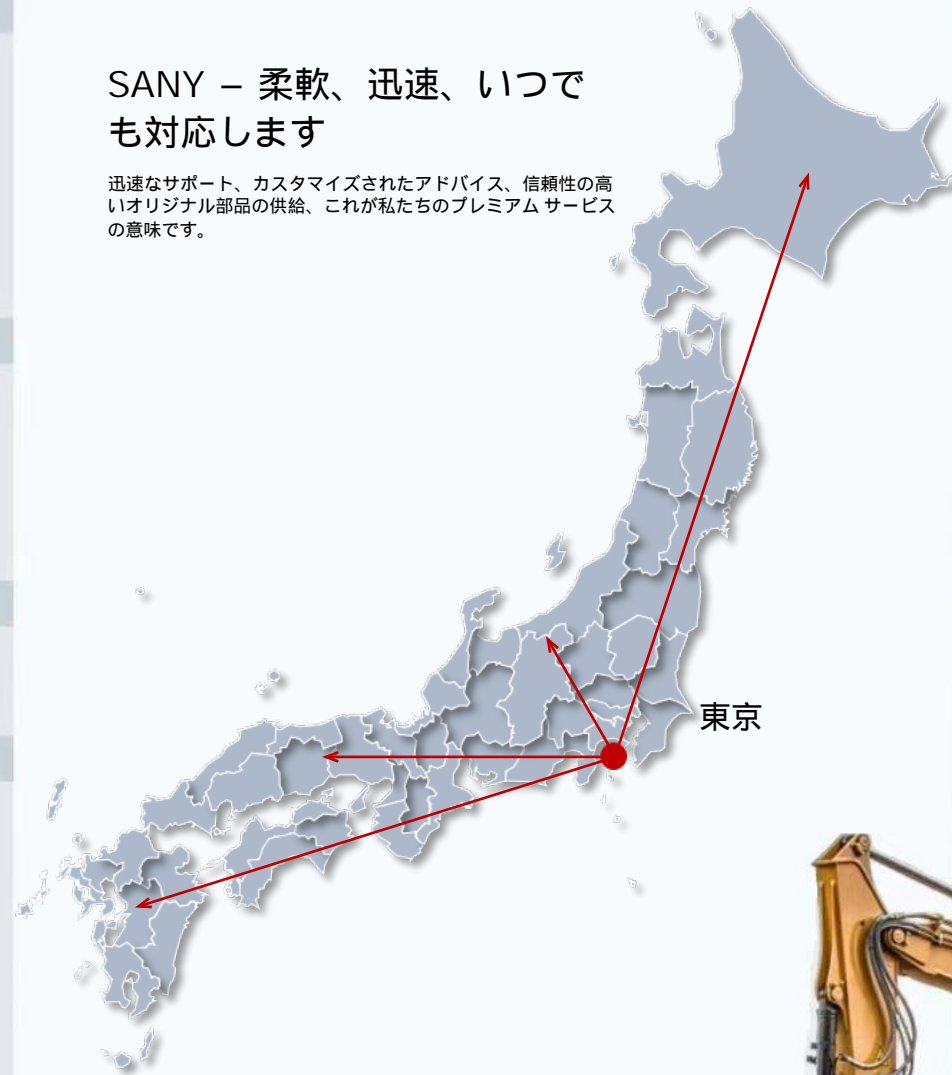 SANY – 柔軟、迅速、いつで
も対応します
迅速なサポート、カスタマイズされたアドバイス、信頼性の高
いオリジナル部品の供給、これが私たちのプレミアム サービス
の意味です。
東京